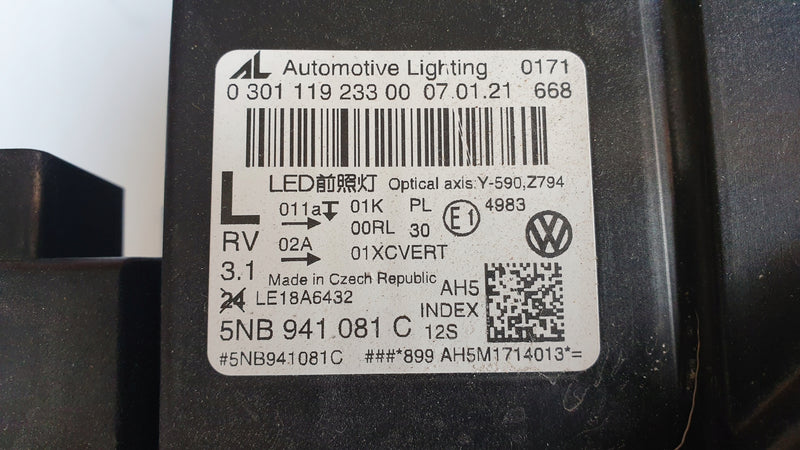 AL Automotive Lighting 0171
0 301 119 233 00 07.01.21 668
LED前照灯 Optical axis:Y-590,Z794
L 011a 01K PL E1 4983
00RL 30
RV 02A 01XCVERT
3.1 Made in Czech Republic AH5
24 LE18A6432 INDEX
5NB 941 081 C 12S
#5NB941081C ###*899 AH5M1714013*=